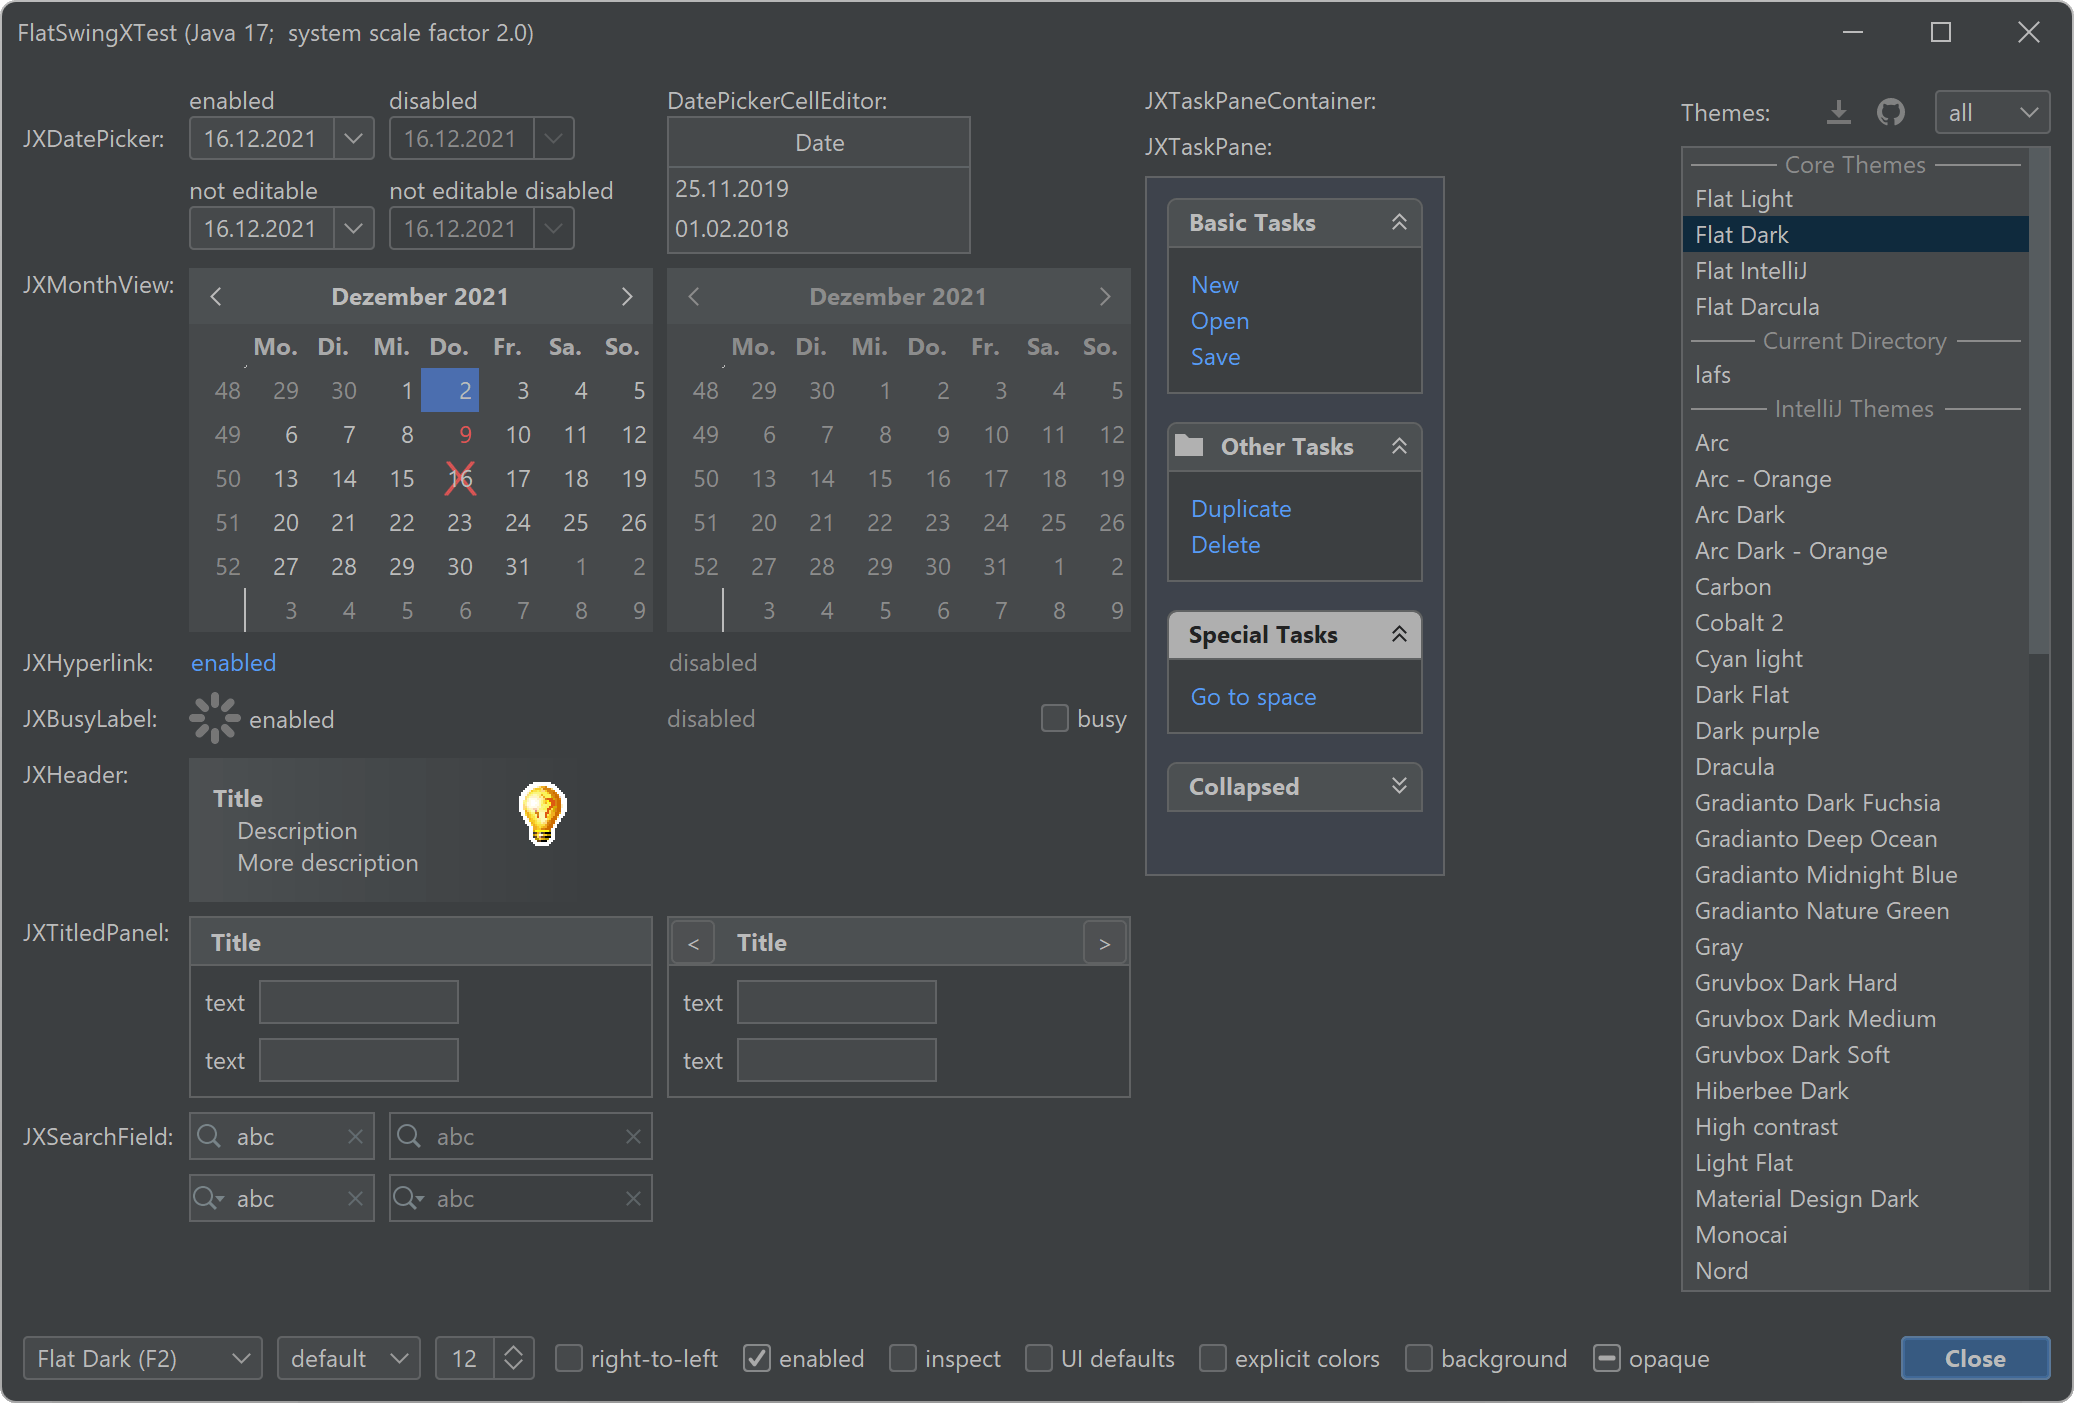 FlatSwingXTest (Java 17;  system scale factor 2.0)
enabled
disabled
JXDatePicker:
16.12.2021
16.12.2021
not editable
not editable disabled
16.12.2021
16.12.2021
DatePickerCellEditor:
Date
25.11.2019
01.02.2018
JXMonthView:
Dezember 2021
Mo. Di. Mi. Do. Fr. Sa. So.
48 29 30 1 2 3 4 5
49 6 7 8 9 10 11 12
50 13 14 15 16 17 18 19
51 20 21 22 23 24 25 26
52 27 28 29 30 31 1 2
3 4 5 6 7 8 9
Dezember 2021
Mo. Di. Mi. Do. Fr. Sa. So.
48 29 30 1 2 3 4 5
49 6 7 8 9 10 11 12
50 13 14 15 16 17 18 19
51 20 21 22 23 24 25 26
52 27 28 29 30 31 1 2
3 4 5 6 7 8 9
JXHyperlink:
enabled
disabled
JXBusyLabel:
enabled
disabled
busy
JXHeader:
Title
Description
More description
JXTitledPanel:
Title
text
text
< Title >
text
text
JXSearchField:
abc
abc
abc
abc
JXTaskPaneContainer:
JXTaskPane:
Basic Tasks
New
Open
Save
Other Tasks
Duplicate
Delete
Special Tasks
Go to space
Collapsed
Themes:
all
Core Themes
Flat Light
Flat Dark
Flat IntelliJ
Flat Darcula
Current Directory
lafs
IntelliJ Themes
Arc
Arc - Orange
Arc Dark
Arc Dark - Orange
Carbon
Cobalt 2
Cyan light
Dark Flat
Dark purple
Dracula
Gradianto Dark Fuchsia
Gradianto Deep Ocean
Gradianto Midnight Blue
Gradianto Nature Green
Gray
Gruvbox Dark Hard
Gruvbox Dark Medium
Gruvbox Dark Soft
Hiberbee Dark
High contrast
Light Flat
Material Design Dark
Monocai
Nord
Flat Dark (F2)
default
12
right-to-left
enabled
inspect
UI defaults
explicit colors
background
opaque
Close